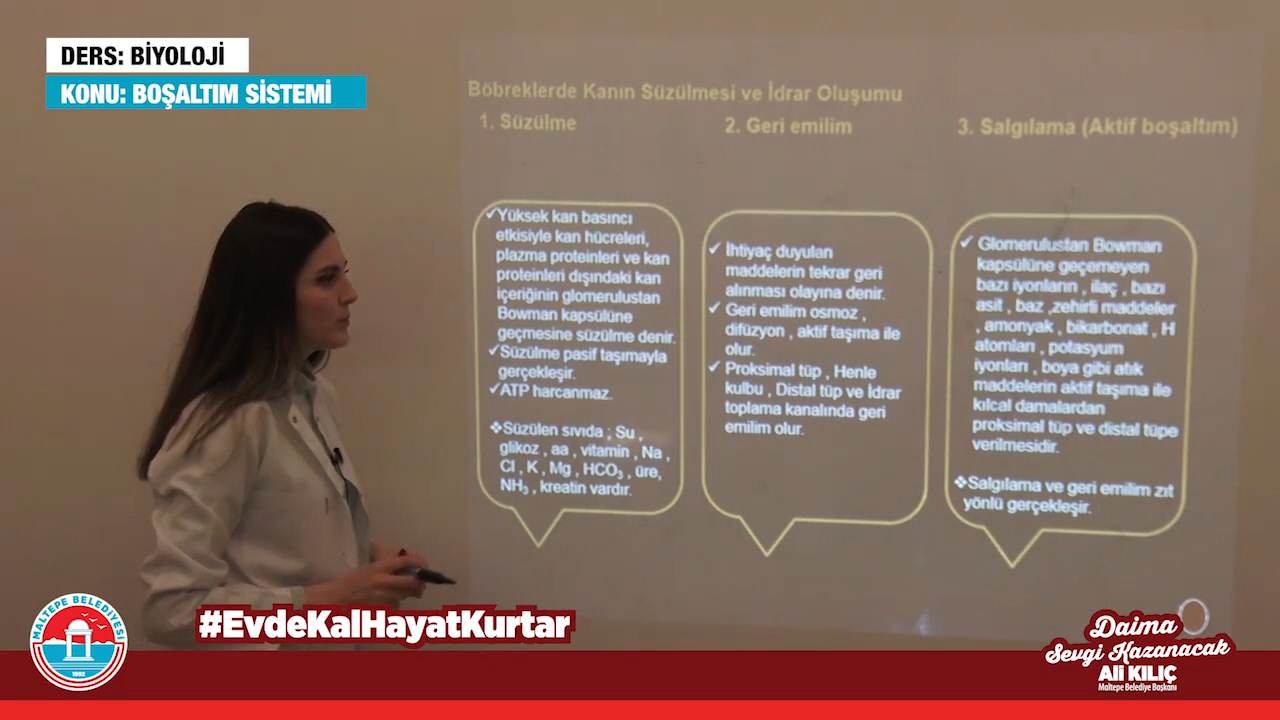 DERS: BİYOLOJİ
KONU: BOŞALTIM SİSTEMİ
Böbreklerde Kanın Süzülmesi ve İdrar Oluşumu
1. Süzülme
2. Geri emilim
3. Salgılama (Aktif boşaltım)
✓Yüksek kan basıncı
etkisiyle kan hücreleri,
plazma proteinleri ve kan
proteinleri dışındaki kan
içeriğinin glomerulustan
Bowman kapsülüne
geçmesine süzülme denir.
✓Süzülme pasif taşımayla
gerçekleşir.
✓ATP harcanmaz.
❖Süzülen sıvıda ; Su ,
glikoz , aa , vitamin , Na ,
Cl , K , Mg , HCO₃ , üre,
NH₃ , kreatin vardır.
✓ İhtiyaç duyulan
maddelerin tekrar geri
alınması olayına denir.
✓ Geri emilim osmoz ,
difüzyon , aktif taşıma ile
olur.
✓ Proksimal tüp , Henle
kulbu , Distal tüp ve İdrar
toplama kanalında geri
emilim olur.
✓ Glomerulustan Bowman
kapsülüne geçemeyen
bazı iyonların , ilaç , bazı
asit , baz ,zehirli maddeler
, amonyak , bikarbonat , H
atomları , potasyum
iyonları , boya gibi atık
maddelerin aktif taşıma ile
kılcal damalardan
proksimal tüp ve distal tüpe
verilmesidir.
❖Salgılama ve geri emilim zıt
yönlü gerçekleşir.
#EvdeKalHayatKurtar
MALTEPE BELEDİYESİ
1992
Daima
Sevgi Kazanacak
Ali KILIÇ
Maltepe Belediye Başkanı